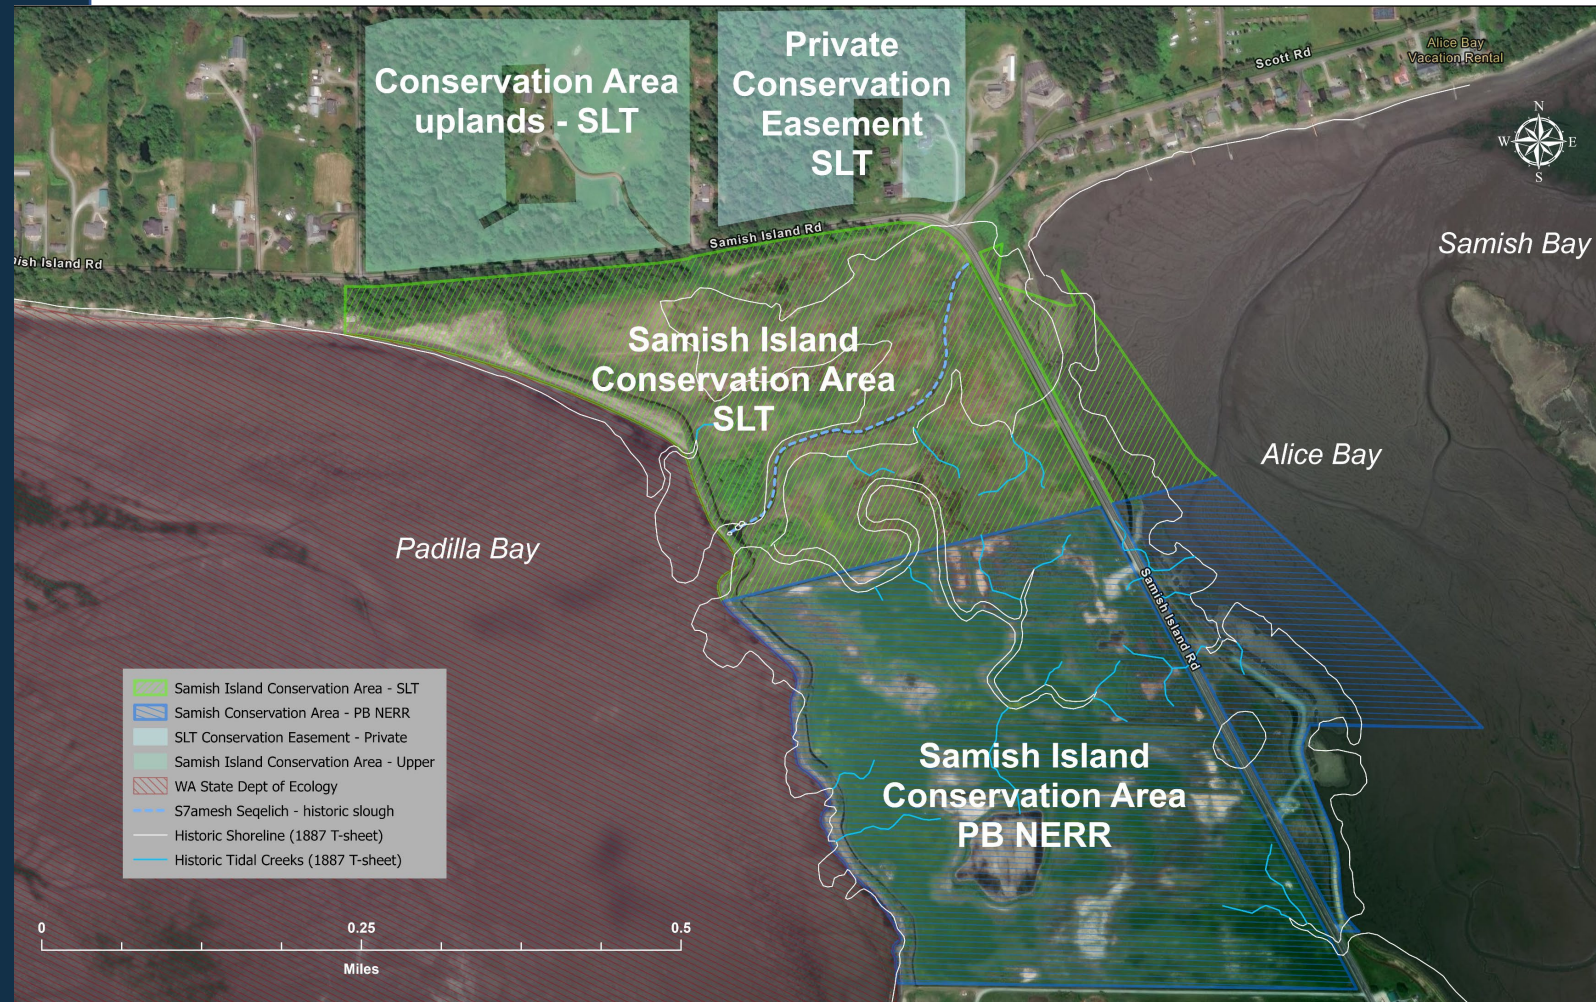 Conservation Area
uplands - SLT
Private
Conservation
Easement
SLT
Scott Rd
Alice Bay
Vacation Rental
N
W
E
S
Samish Island Rd
Samish Bay
ish Island Rd
Samish Island
Conservation Area
SLT
Alice Bay
Padilla Bay
Samish Island Rd
Samish Island
Conservation Area
PB NERR
Samish Island Conservation Area - SLT
Samish Conservation Area - PB NERR
SLT Conservation Easement - Private
Samish Island Conservation Area - Upper
WA State Dept of Ecology
S7amesh Seqelich - historic slough
Historic Shoreline (1887 T-sheet)
Historic Tidal Creeks (1887 T-sheet)
0
0.25
0.5
Miles